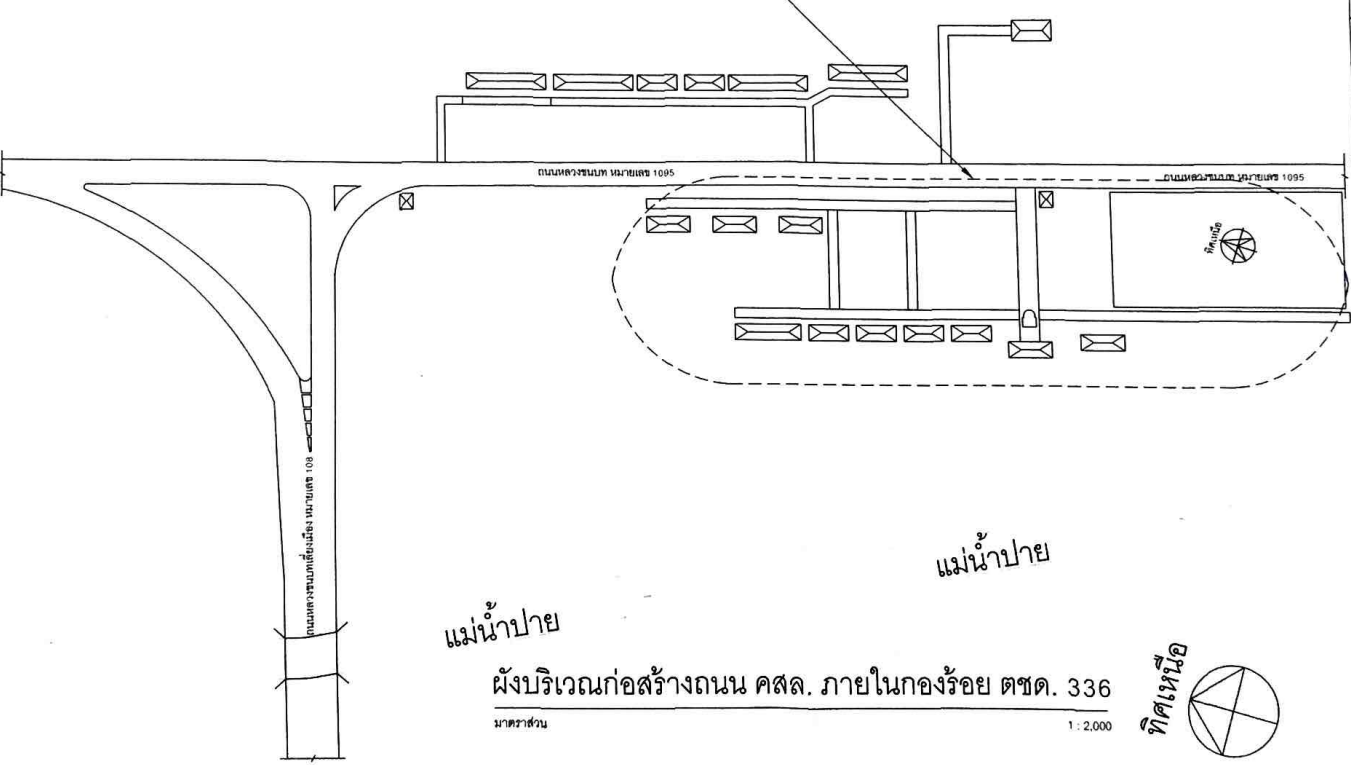 ถนนหลวงชนบท หมายเลข 1095
ถนนหลวงชนบท หมายเลข 1095
ทิศเหนือ
ถนนหลวงชนบทเลี่ยงเมือง หมายเลข 108
แม่น้ำปาย
แม่น้ำปาย
ผังบริเวณก่อสร้างถนน คสล. ภายในกองร้อย ตชด. 336
มาตราส่วน 1 : 2,000
ทิศเหนือ